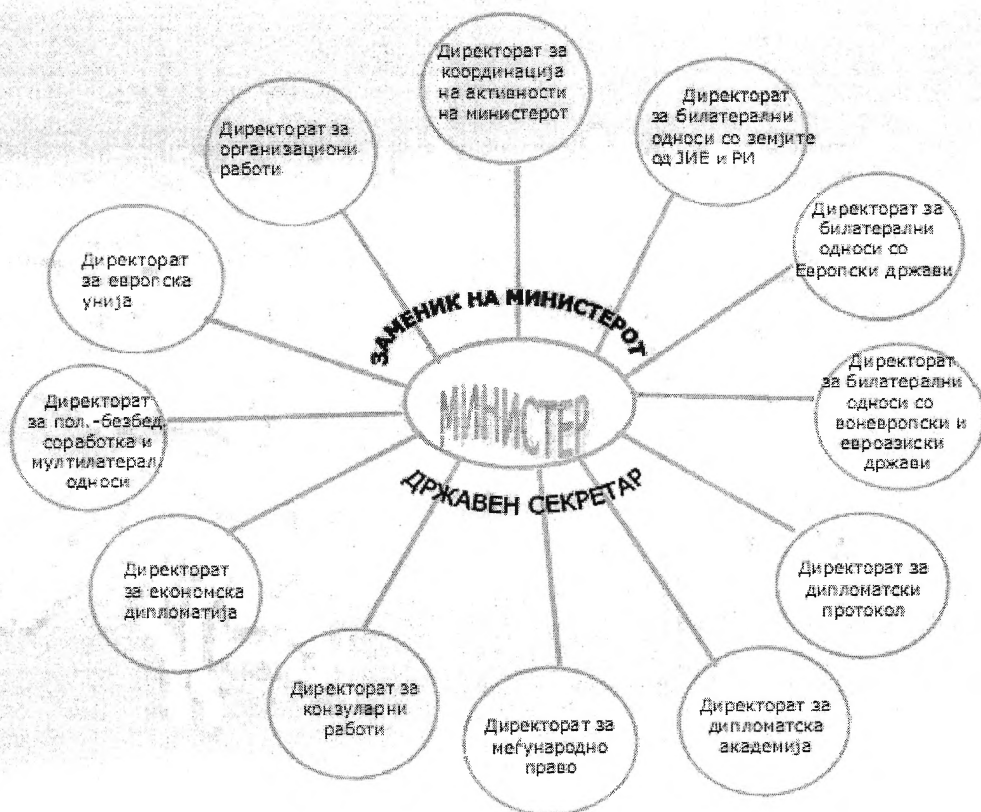 Директорат за
координација
на активности
на министерот
Директорат
за билатерални
односи со земјите
од ЈИЕ и РИ
Директорат за
билатерални
односи со
Европски држави
Директорат
за билатерални
односи со
воневропски и
евроазиски
држави
Директорат за
дипломатски
протокол
Директорат за
дипломатска
академија
Директорат за
меѓународно
право
Директорат за
конзуларни
работи
Директорат
за економска
дипломатија
Директорат
за пол.-безбед.
соработка и
мултилатерал.
односи
Директорат
за европска
унија
Директорат за
организациони
работи
ЗАМЕНИК НА МИНИСТЕРОТ
МИНИСТЕР
ДРЖАВЕН СЕКРЕТАР